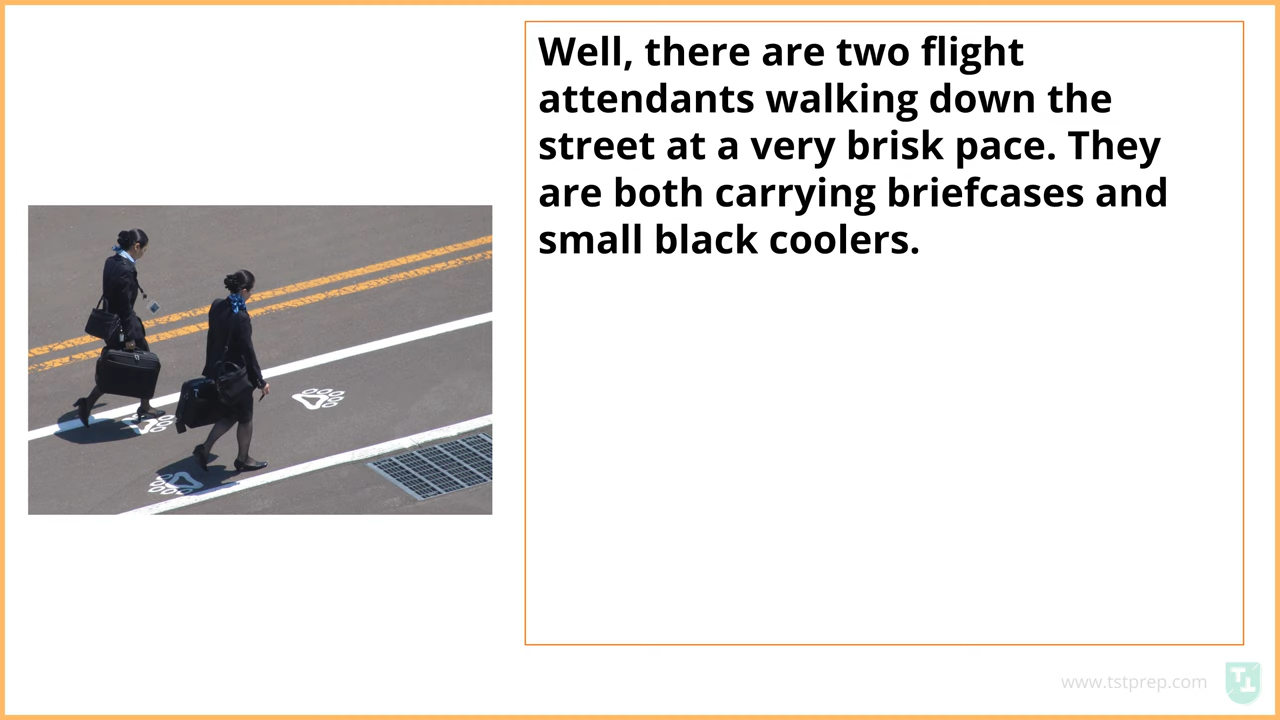 Well, there are two flight
attendants walking down the
street at a very brisk pace. They
are both carrying briefcases and
small black coolers.
www.tstprep.com